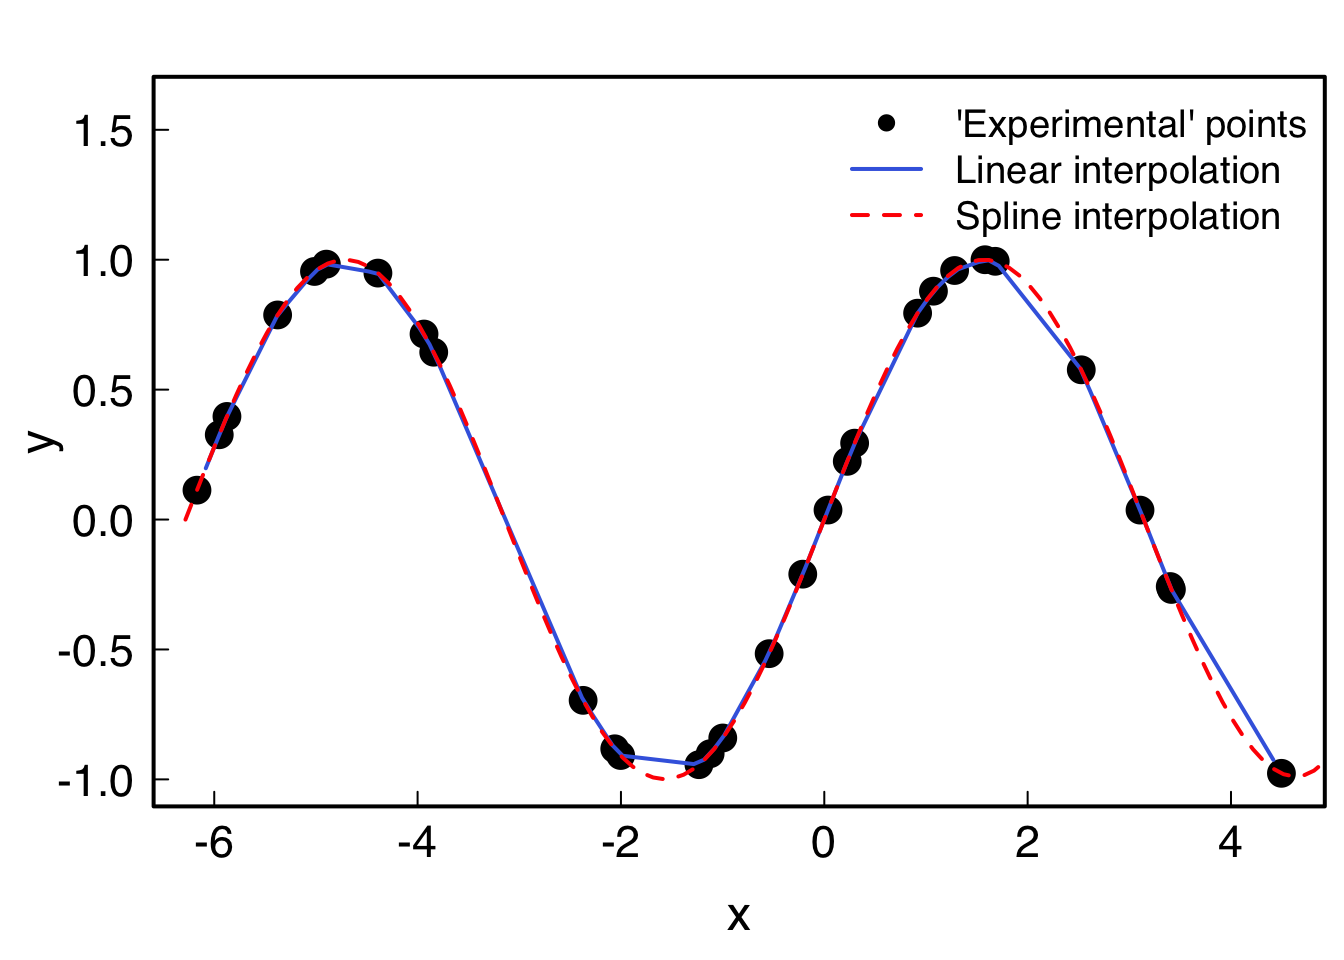 'Experimental' points
Linear interpolation
Spline interpolation
1.5
1.0
0.5
0.0
-0.5
-1.0
y
-6 -4 -2 0 2 4
x